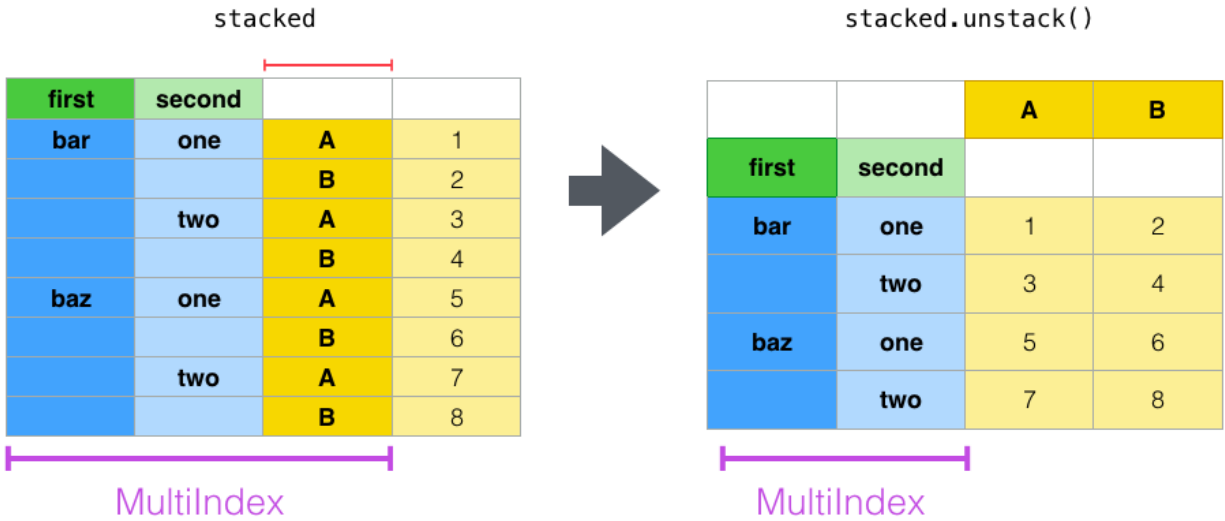 stacked
first second
bar one A 1
B 2
two A 3
B 4
baz one A 5
B 6
two A 7
B 8
MultiIndex
stacked.unstack()
A B
first second
bar one 1 2
two 3 4
baz one 5 6
two 7 8
MultiIndex